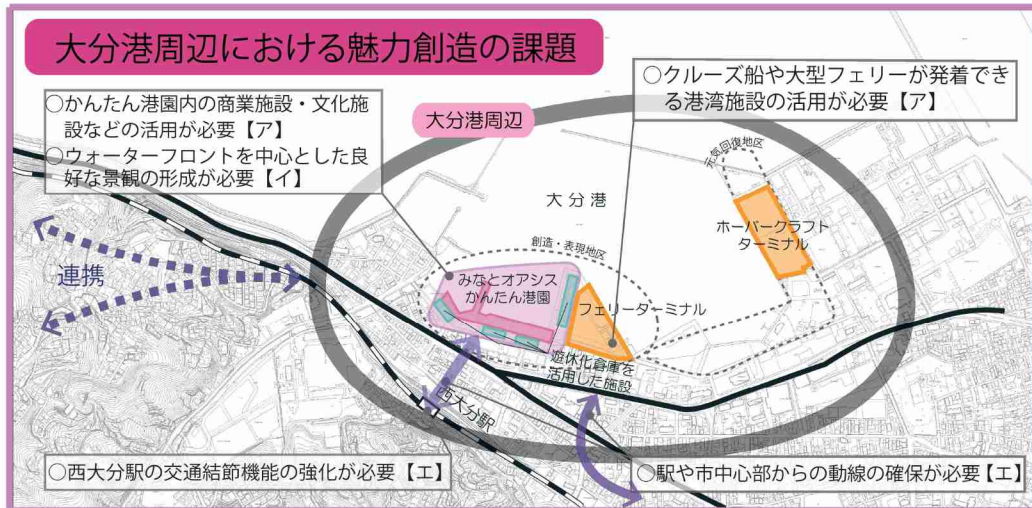 大分港周辺における魅力創造の課題
○かんたん港園内の商業施設・文化施
設などの活用が必要【ア】
○ウォーターフロントを中心とした良
好な景観の形成が必要【イ】
大分港周辺
○クルーズ船や大型フェリーが発着でき
る港湾施設の活用が必要【ア】
元気回復地区
大分港
ホーバークラフト
ターミナル
創造・表現地区
みなとオアシス
かんたん港園
フェリーターミナル
連携
遊休化倉庫を
活用した施設
西大分駅
○西大分駅の交通結節機能の強化が必要【エ】
○駅や市中心部からの動線の確保が必要【エ】